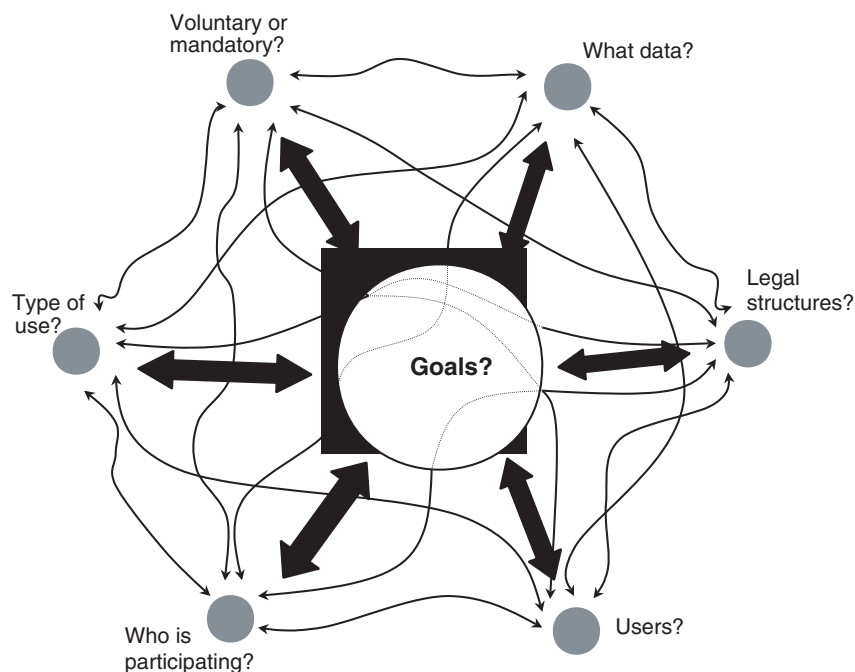 Voluntary or
mandatory?
What data?
Legal
structures?
Type of
use?
Goals?
Users?
Who is
participating?